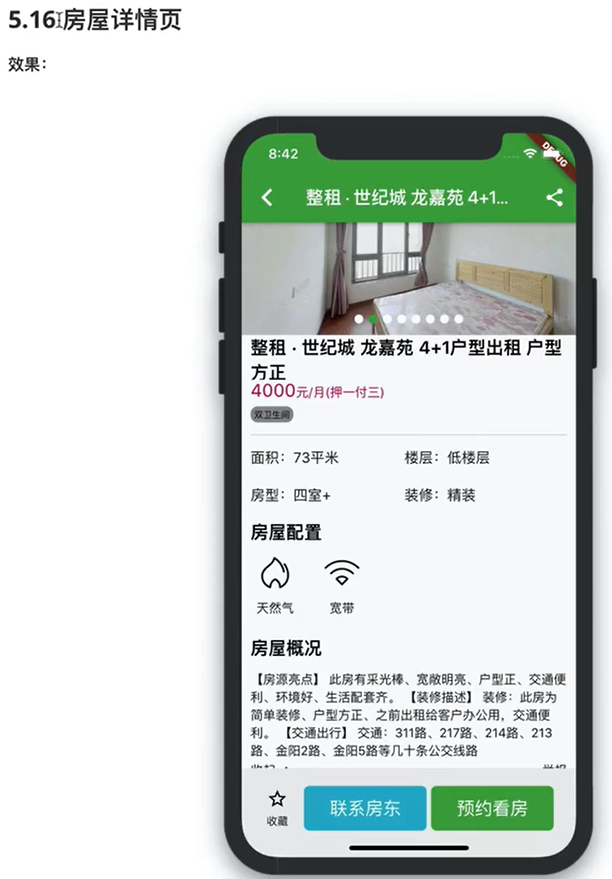 5.16房屋详情页
效果：
8:42
DEBUG
整租 · 世纪城 龙嘉苑 4+1...
整租 · 世纪城 龙嘉苑 4+1户型出租 户型
方正
4000元/月(押一付三)
双卫生间
面积：73平米 楼层：低楼层
房型：四室+ 装修：精装
房屋配置
天然气 宽带
房屋概况
【房源亮点】 此房有采光棒、宽敞明亮、户型正、交通便
利、环境好、生活配套齐。 【装修描述】 装修：此房为
简单装修、户型方正、之前出租给客户办公用，交通便
利。 【交通出行】 交通：311路、217路、214路、213
路、金阳2路、金阳5路等几十条公交线路
收藏 联系房东 预约看房